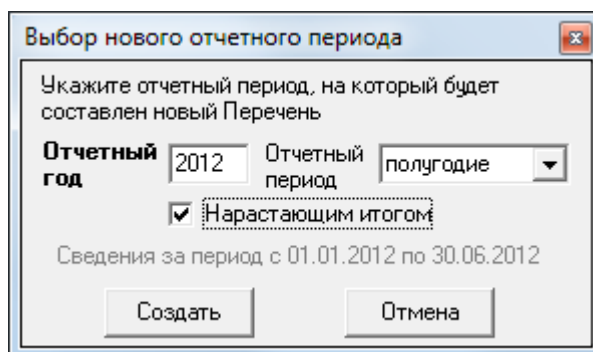 Выбор нового отчетного периода
Укажите отчетный период, на который будет
составлен новый Перечень
Отчетный год 2012 Отчетный период полугодие
Нарастающим итогом
Сведения за период с 01.01.2012 по 30.06.2012
Создать Отмена